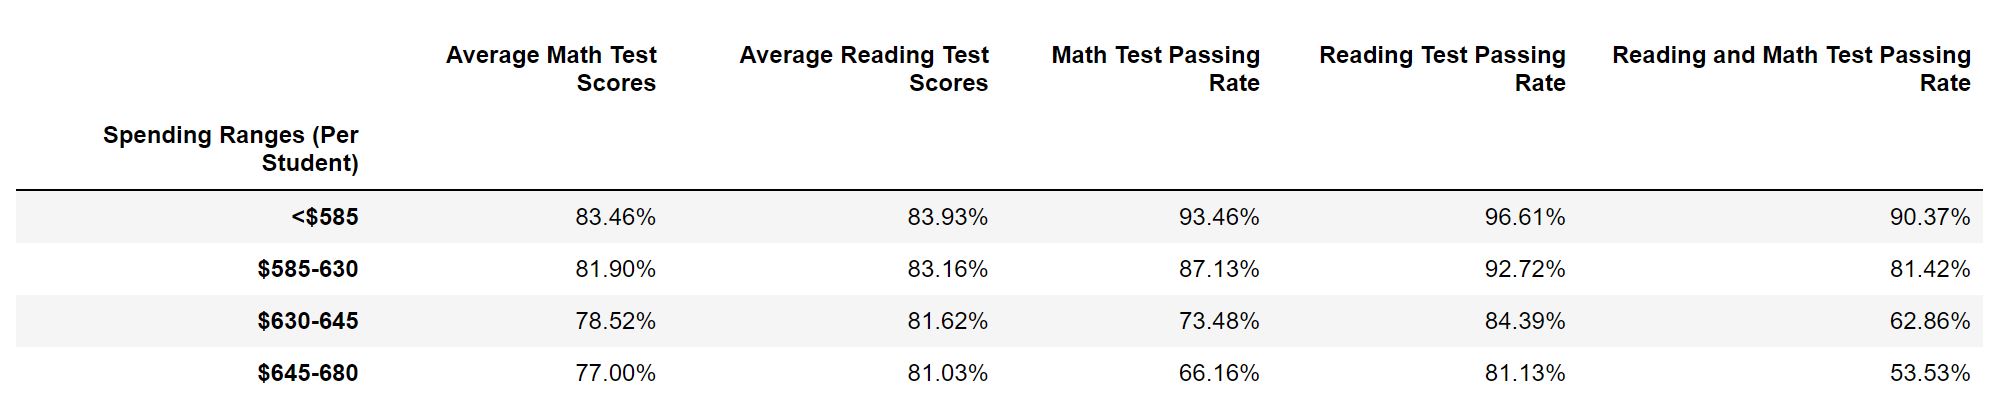 Average Math Test Scores Average Reading Test Scores Math Test Passing Rate Reading Test Passing Rate Reading and Math Test Passing Rate
Spending Ranges (Per Student)
<$585 83.46% 83.93% 93.46% 96.61% 90.37%
$585-630 81.90% 83.16% 87.13% 92.72% 81.42%
$630-645 78.52% 81.62% 73.48% 84.39% 62.86%
$645-680 77.00% 81.03% 66.16% 81.13% 53.53%